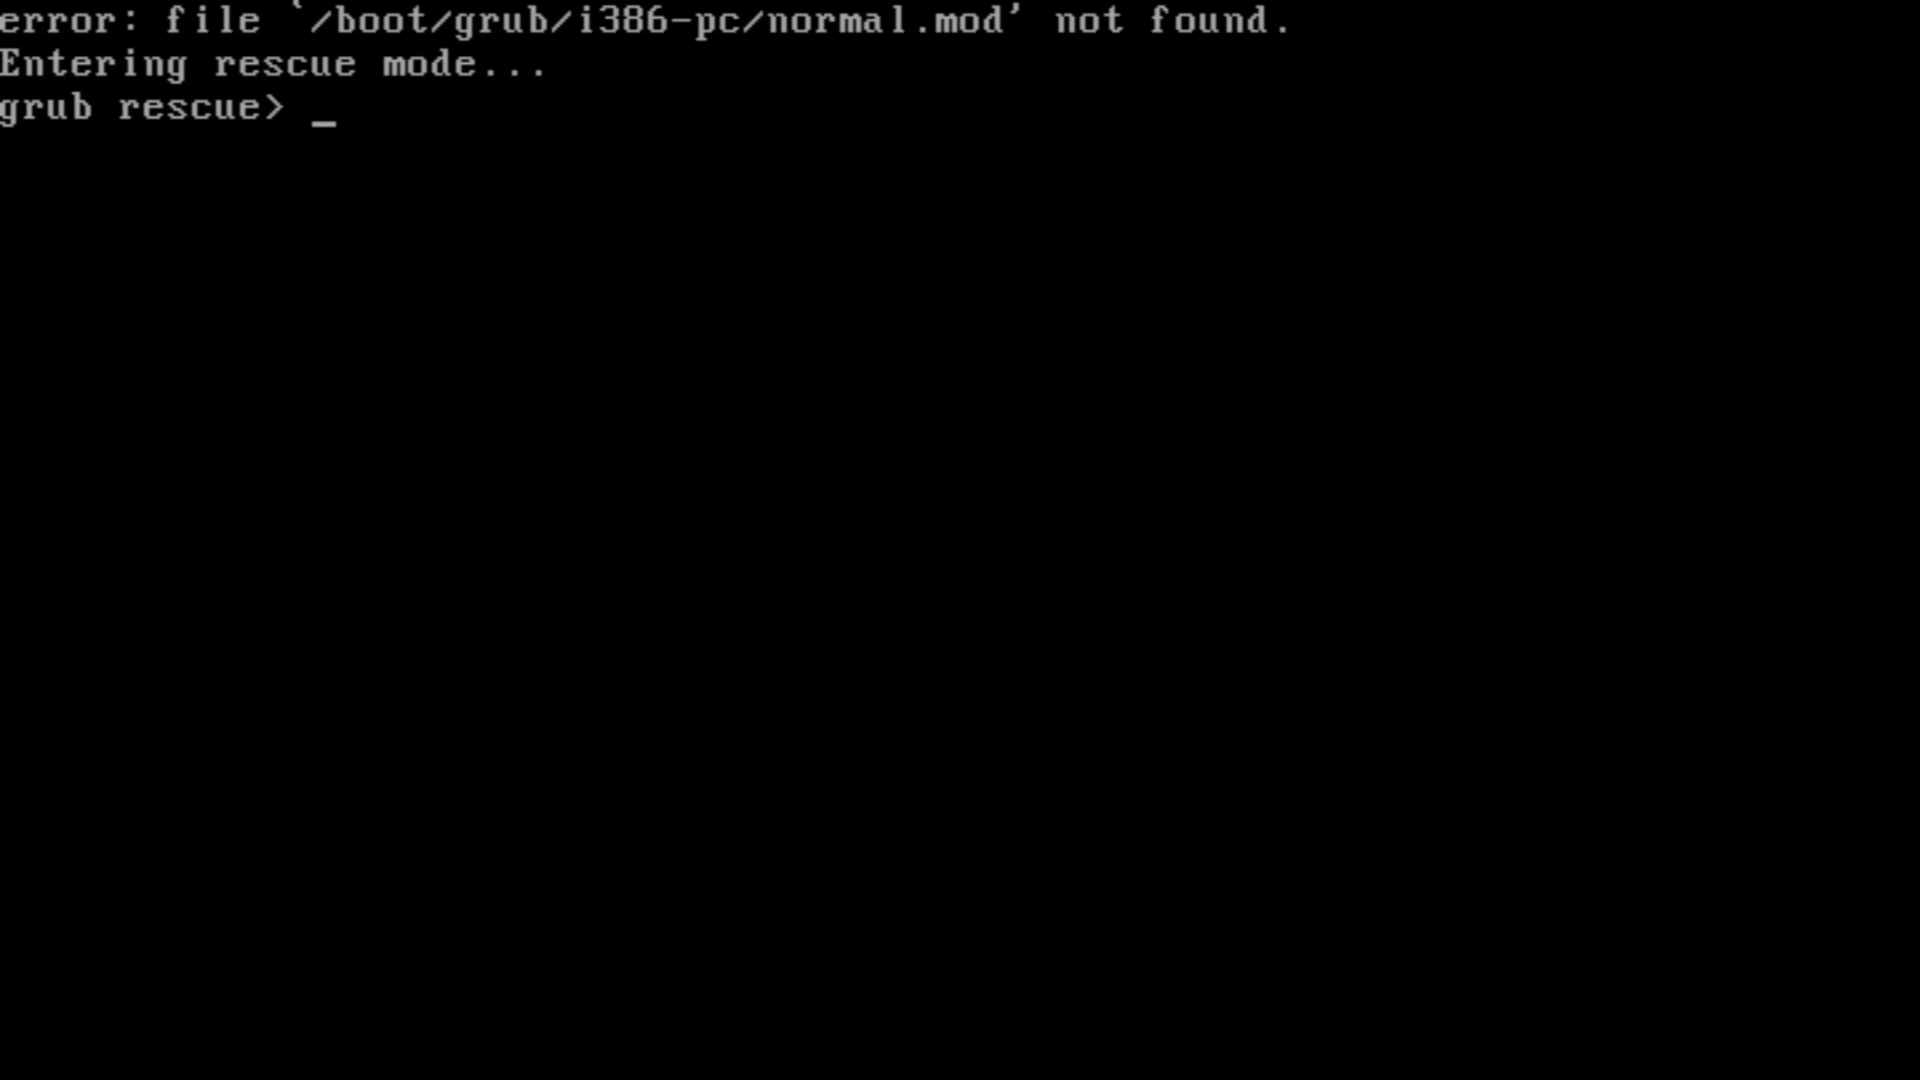 error: file `/boot/grub/i386-pc/normal.mod' not found.
Entering rescue mode...
grub rescue> _